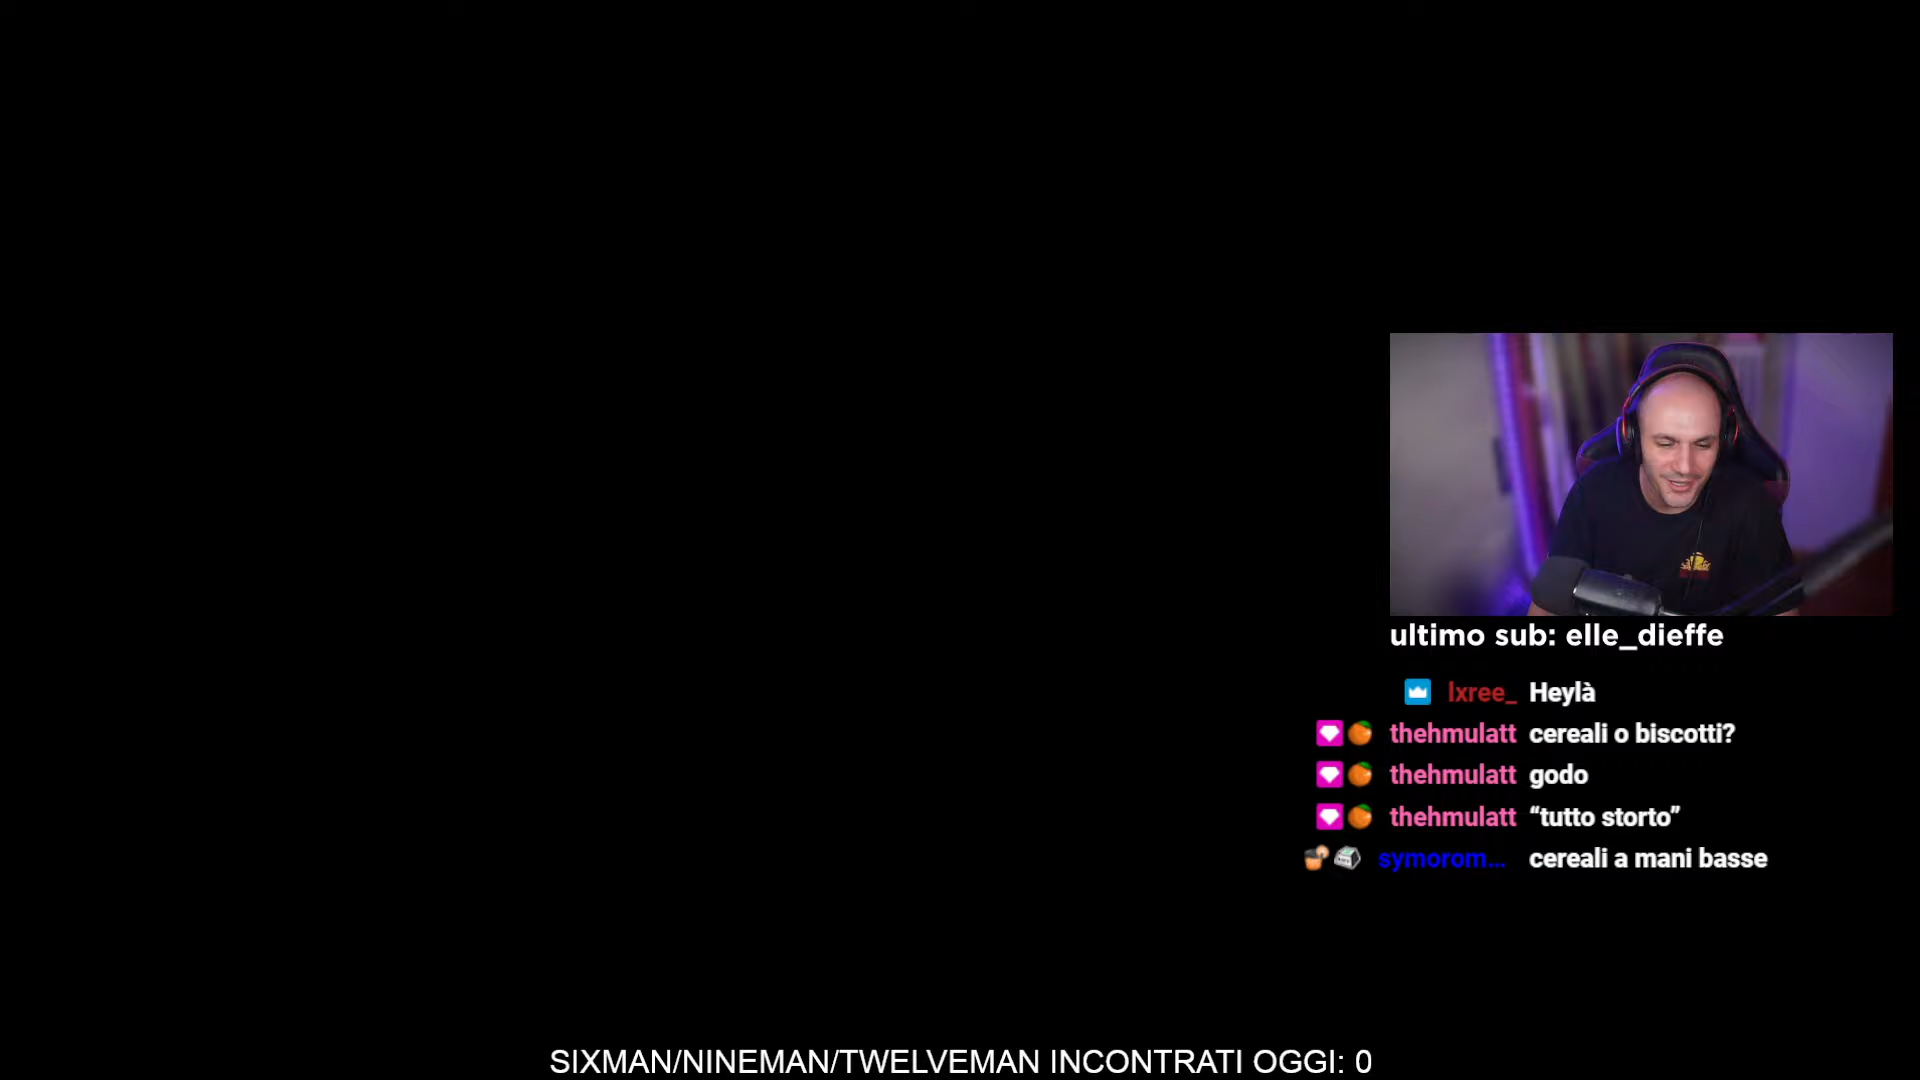 ultimo sub: elle_dieffe
lxree_ Heylà
thehmulatt cereali o biscotti?
thehmulatt godo
thehmulatt “tutto storto”
symorom... cereali a mani basse
SIXMAN/NINEMAN/TWELVEMAN INCONTRATI OGGI: 0